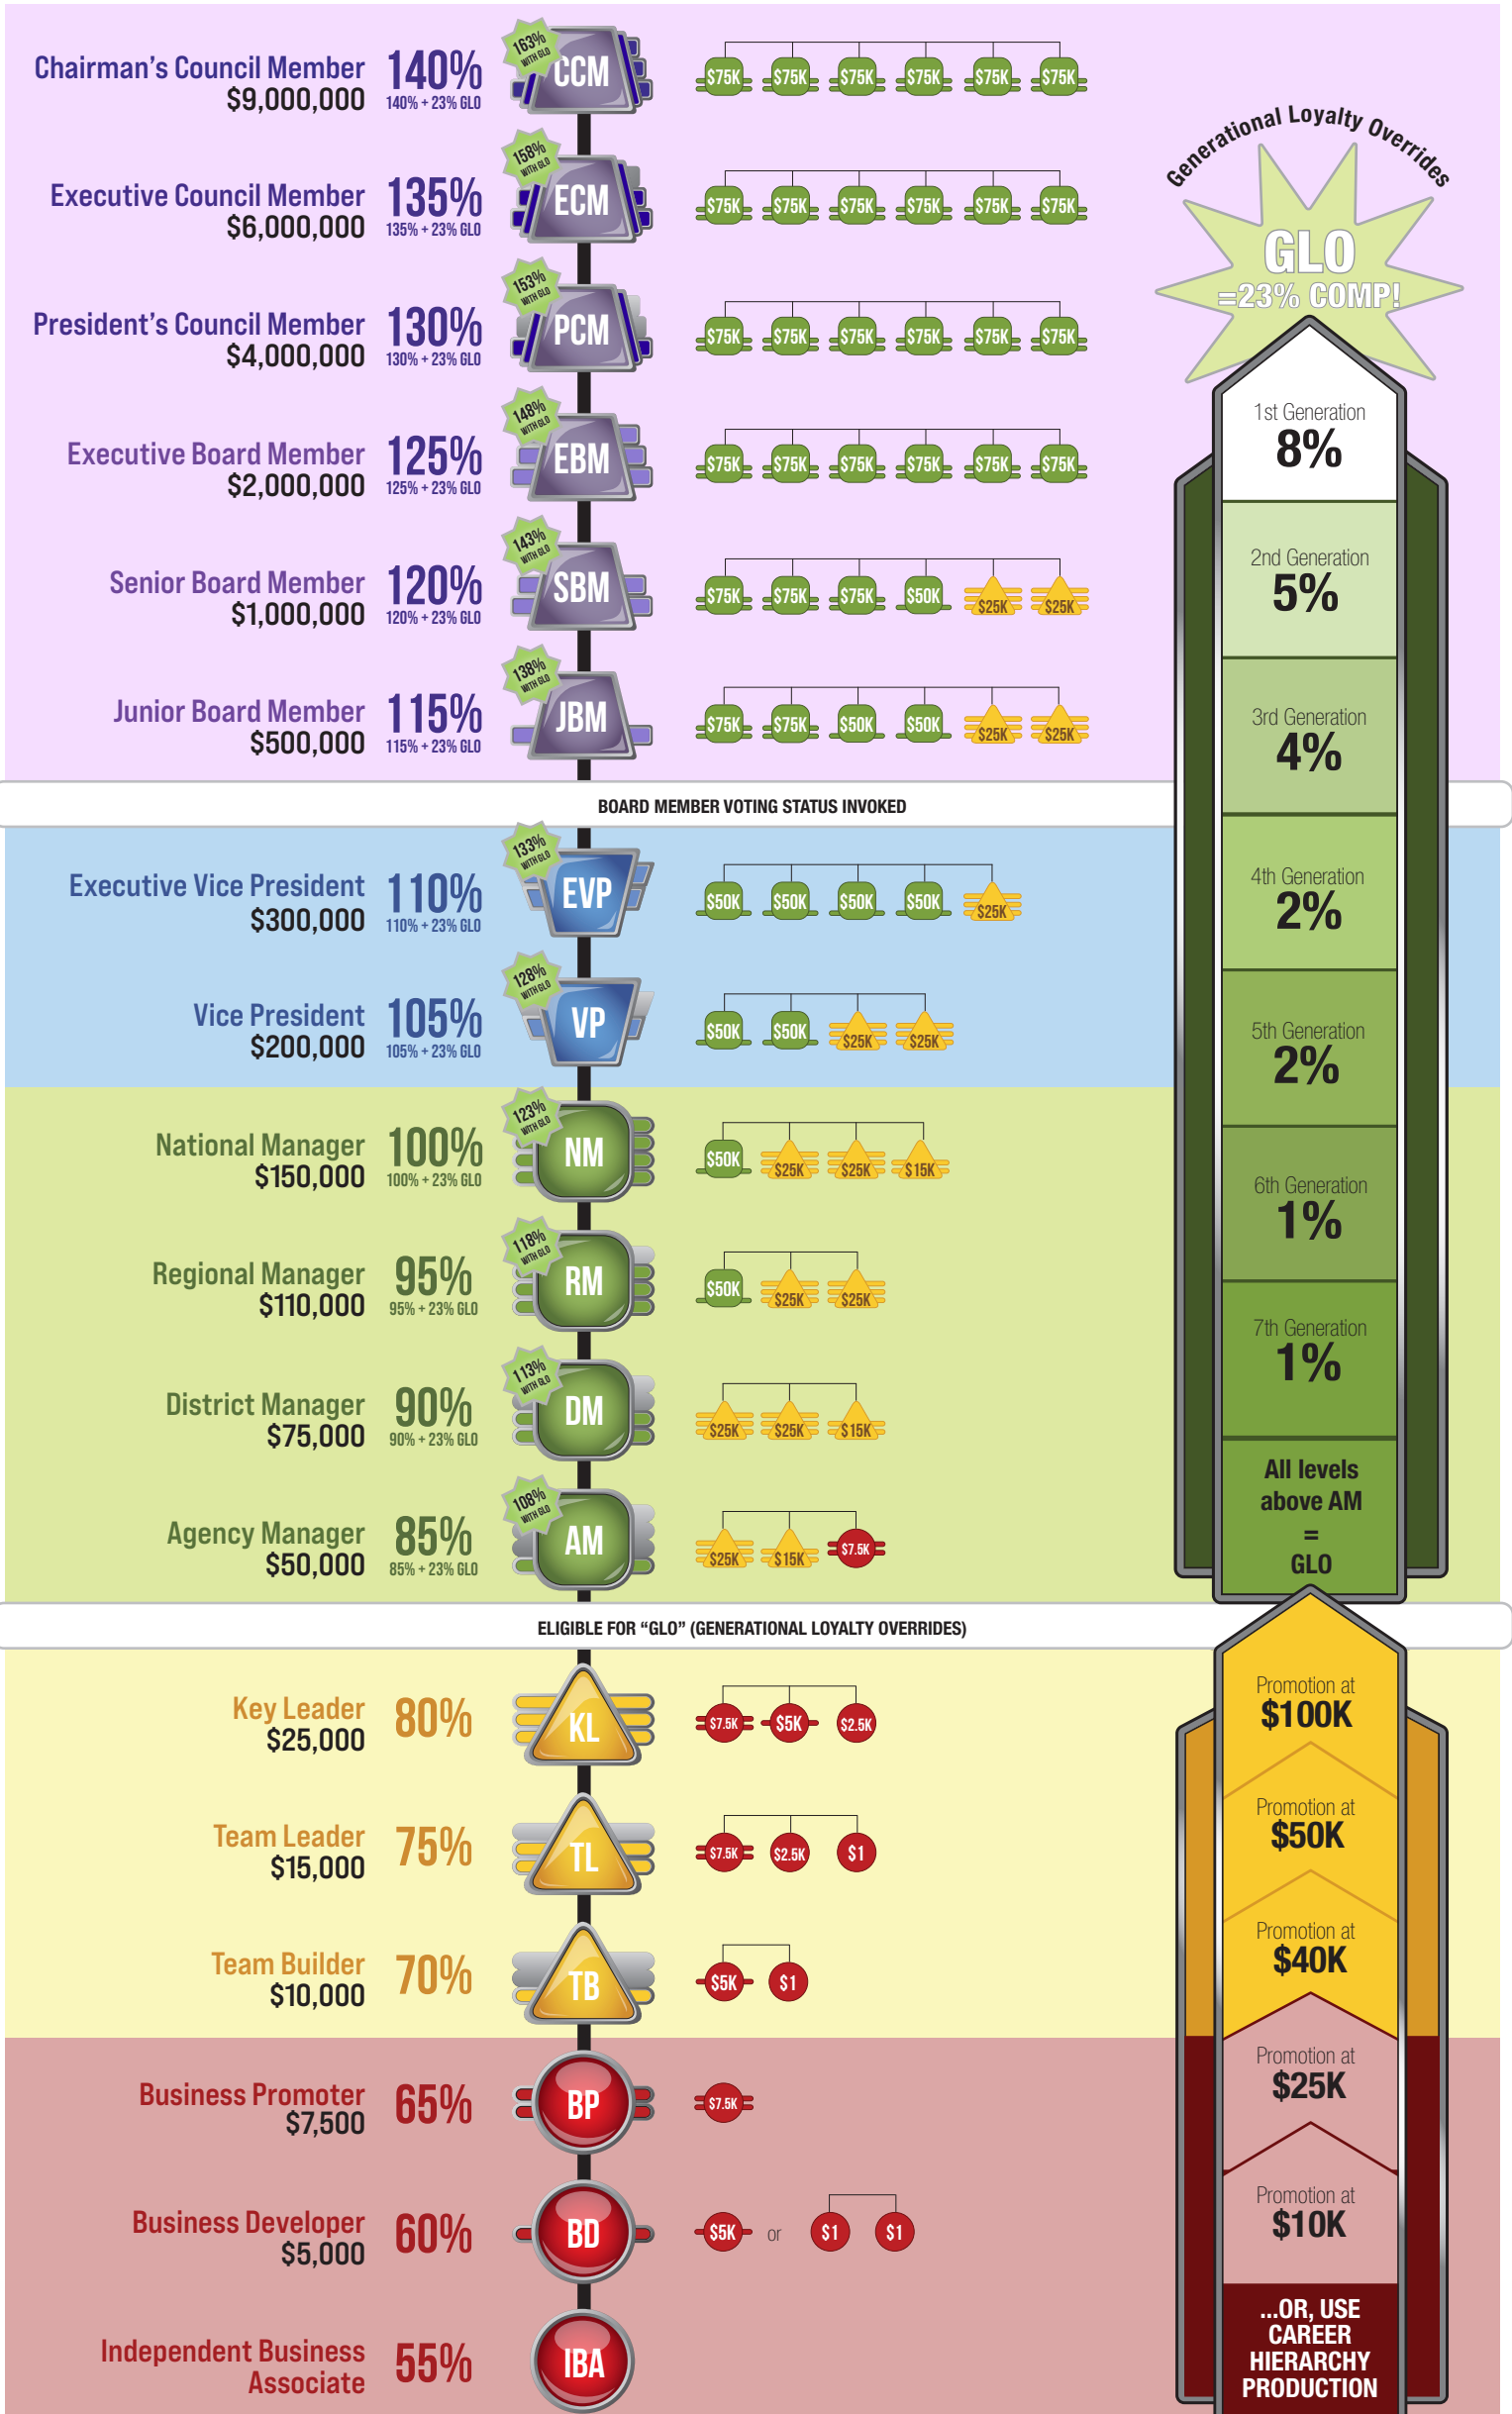 Chairman's Council Member
$9,000,000
140%
140% + 23% GLO
163%
WITH GLO
CCM
$75K $75K $75K $75K $75K $75K
Executive Council Member
$6,000,000
135%
135% + 23% GLO
158%
WITH GLO
ECM
$75K $75K $75K $75K $75K $75K
President's Council Member
$4,000,000
130%
130% + 23% GLO
153%
WITH GLO
PCM
$75K $75K $75K $75K $75K $75K
Executive Board Member
$2,000,000
125%
125% + 23% GLO
148%
WITH GLO
EBM
$75K $75K $75K $75K $75K $75K
Senior Board Member
$1,000,000
120%
120% + 23% GLO
143%
WITH GLO
SBM
$75K $75K $75K $50K $25K $25K
Junior Board Member
$500,000
115%
115% + 23% GLO
138%
WITH GLO
JBM
$75K $75K $50K $50K $25K $25K
BOARD MEMBER VOTING STATUS INVOKED
Executive Vice President
$300,000
110%
110% + 23% GLO
133%
WITH GLO
EVP
$50K $50K $50K $50K $25K
Vice President
$200,000
105%
105% + 23% GLO
128%
WITH GLO
VP
$50K $50K $25K $25K
National Manager
$150,000
100%
100% + 23% GLO
123%
WITH GLO
NM
$50K $25K $25K $15K
Regional Manager
$110,000
95%
95% + 23% GLO
118%
WITH GLO
RM
$50K $25K $25K
District Manager
$75,000
90%
90% + 23% GLO
113%
WITH GLO
DM
$25K $25K $15K
Agency Manager
$50,000
85%
85% + 23% GLO
108%
WITH GLO
AM
$25K $15K $7.5K
ELIGIBLE FOR “GLO” (GENERATIONAL LOYALTY OVERRIDES)
Key Leader
$25,000
80%
KL
$7.5K $5K $2.5K
Team Leader
$15,000
75%
TL
$7.5K $2.5K $1
Team Builder
$10,000
70%
TB
$5K $1
Business Promoter
$7,500
65%
BP
$7.5K
Business Developer
$5,000
60%
BD
$5K or $1 $1
Independent Business
Associate
55%
IBA
Generational Loyalty Overrides
GLO
=23% COMP!
1st Generation
8%
2nd Generation
5%
3rd Generation
4%
4th Generation
2%
5th Generation
2%
6th Generation
1%
7th Generation
1%
All levels
above AM
=
GLO
Promotion at
$100K
Promotion at
$50K
Promotion at
$40K
Promotion at
$25K
Promotion at
$10K
...OR, USE
CAREER
HIERARCHY
PRODUCTION